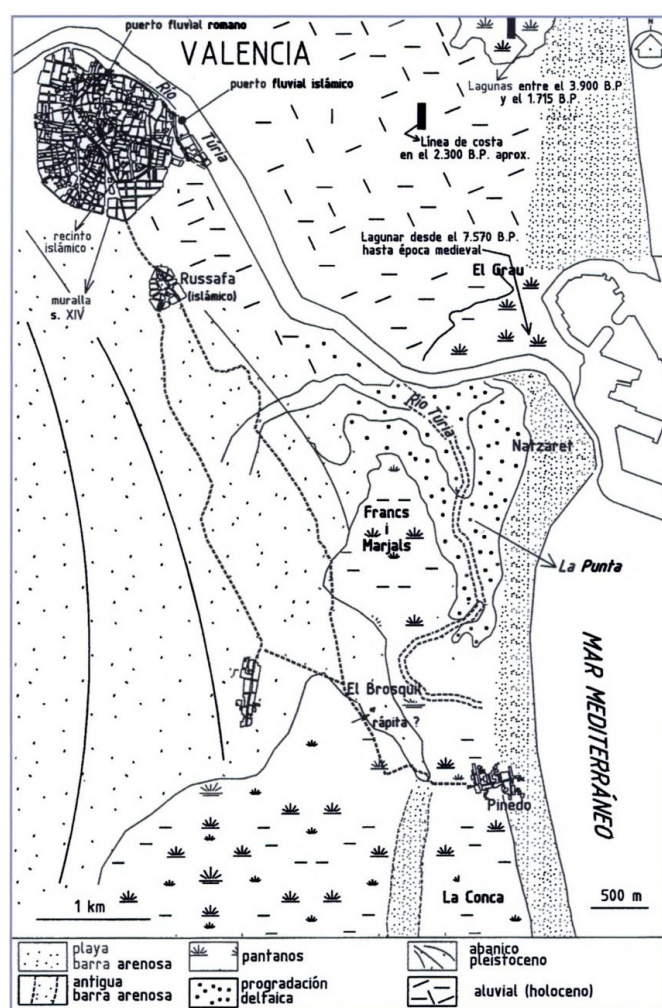 puerto fluvial romano
VALENCIA
Río
Túria
puerto fluvial islámico
Lagunas entre el 3.900 B.P.
y el 1.715 B.P.
N
Línea de costa
en el 2.300 B.P. aprox.
recinto
islámico
muralla
s. XIV
Russafa
(islámico)
Lagunar desde el 7.570 B.P.
hasta época medieval
El Grau
Río Túria
Natzaret
Francs
i
Marjals
La Punta
El Brosquil
rápita ?
Pinedo
MAR MEDITERRÁNEO
La Conca
1 km
500 m
playa
barra arenosa
pantanos
abanico
pleistoceno
antigua
barra arenosa
progradación
deltaica
aluvial (holoceno)